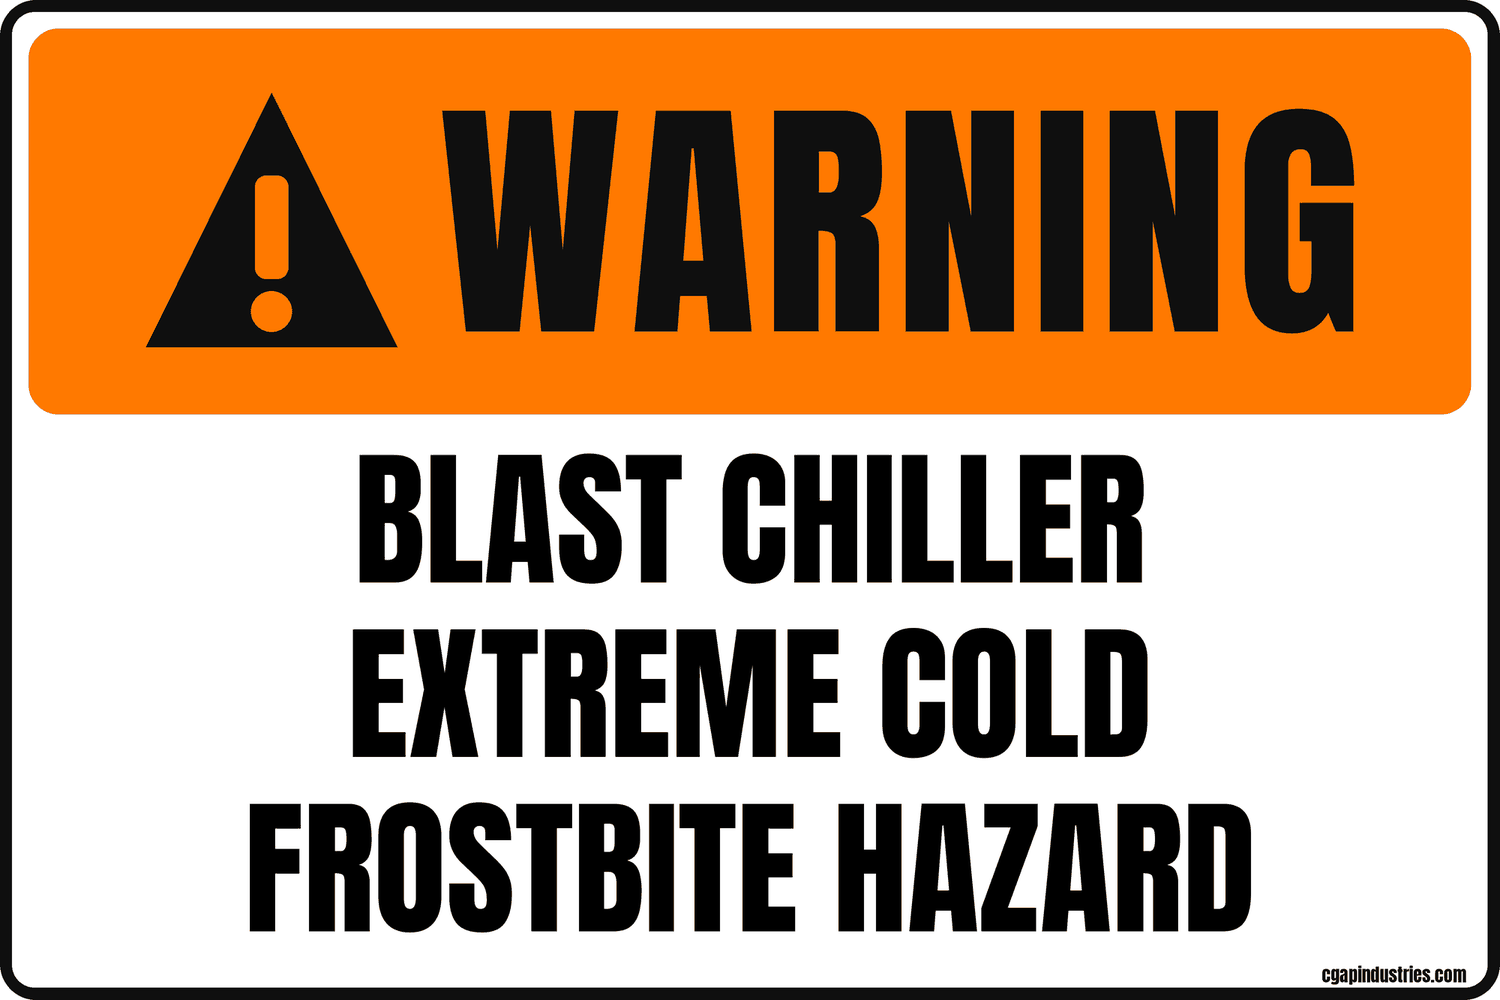 WARNING
BLAST CHILLER
EXTREME COLD
FROSTBITE HAZARD
cgapindustries.com